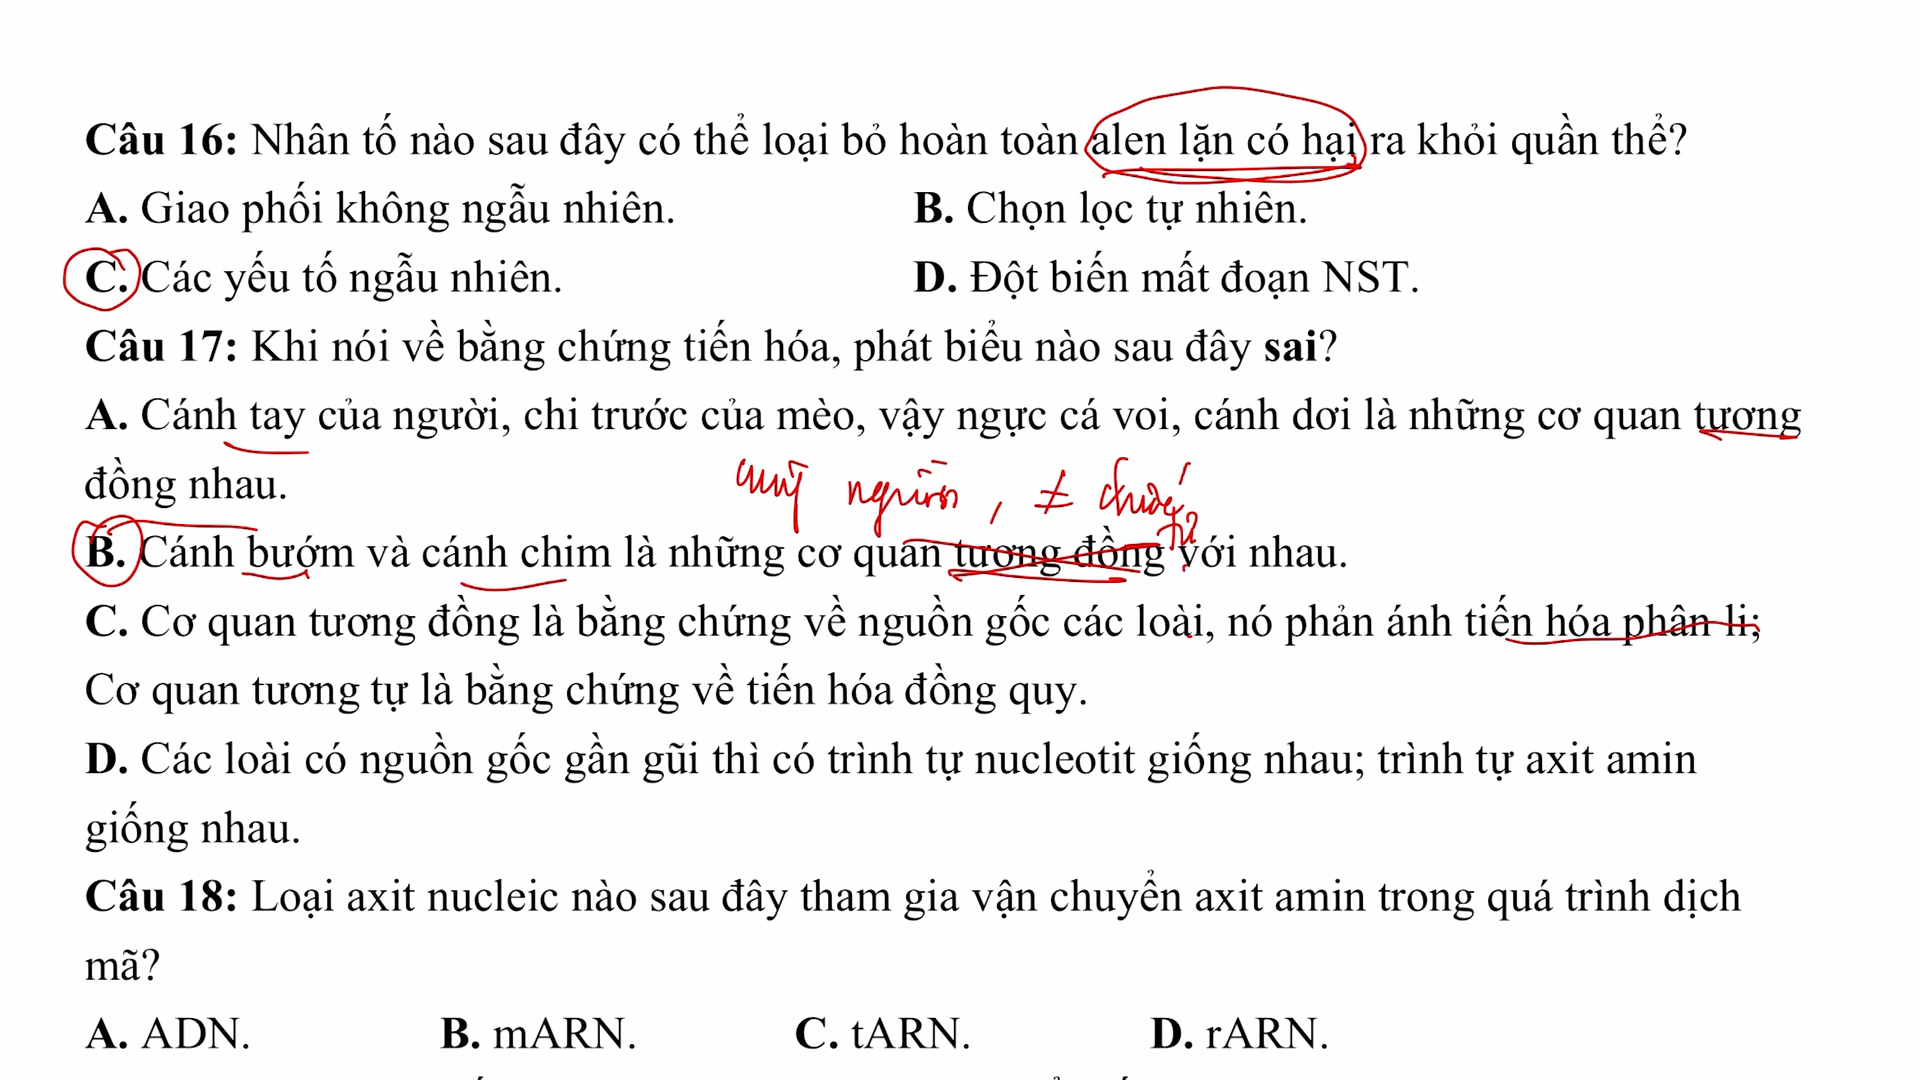 Câu 16: Nhân tố nào sau đây có thể loại bỏ hoàn toàn alen lặn có hại ra khỏi quần thể?
A. Giao phối không ngẫu nhiên. B. Chọn lọc tự nhiên.
C. Các yếu tố ngẫu nhiên. D. Đột biến mất đoạn NST.
Câu 17: Khi nói về bằng chứng tiến hóa, phát biểu nào sau đây sai?
A. Cánh tay của người, chi trước của mèo, vậy ngực cá voi, cánh dơi là những cơ quan tương
đồng nhau.
, ≠
B. Cánh bướm và cánh chim là những cơ quan tương đồng với nhau.
C. Cơ quan tương đồng là bằng chứng về nguồn gốc các loài, nó phản ánh tiến hóa phân li;
Cơ quan tương tự là bằng chứng về tiến hóa đồng quy.
D. Các loài có nguồn gốc gần gũi thì có trình tự nucleotit giống nhau; trình tự axit amin
giống nhau.
Câu 18: Loại axit nucleic nào sau đây tham gia vận chuyển axit amin trong quá trình dịch
mã?
A. ADN. B. mARN. C. tARN. D. rARN.